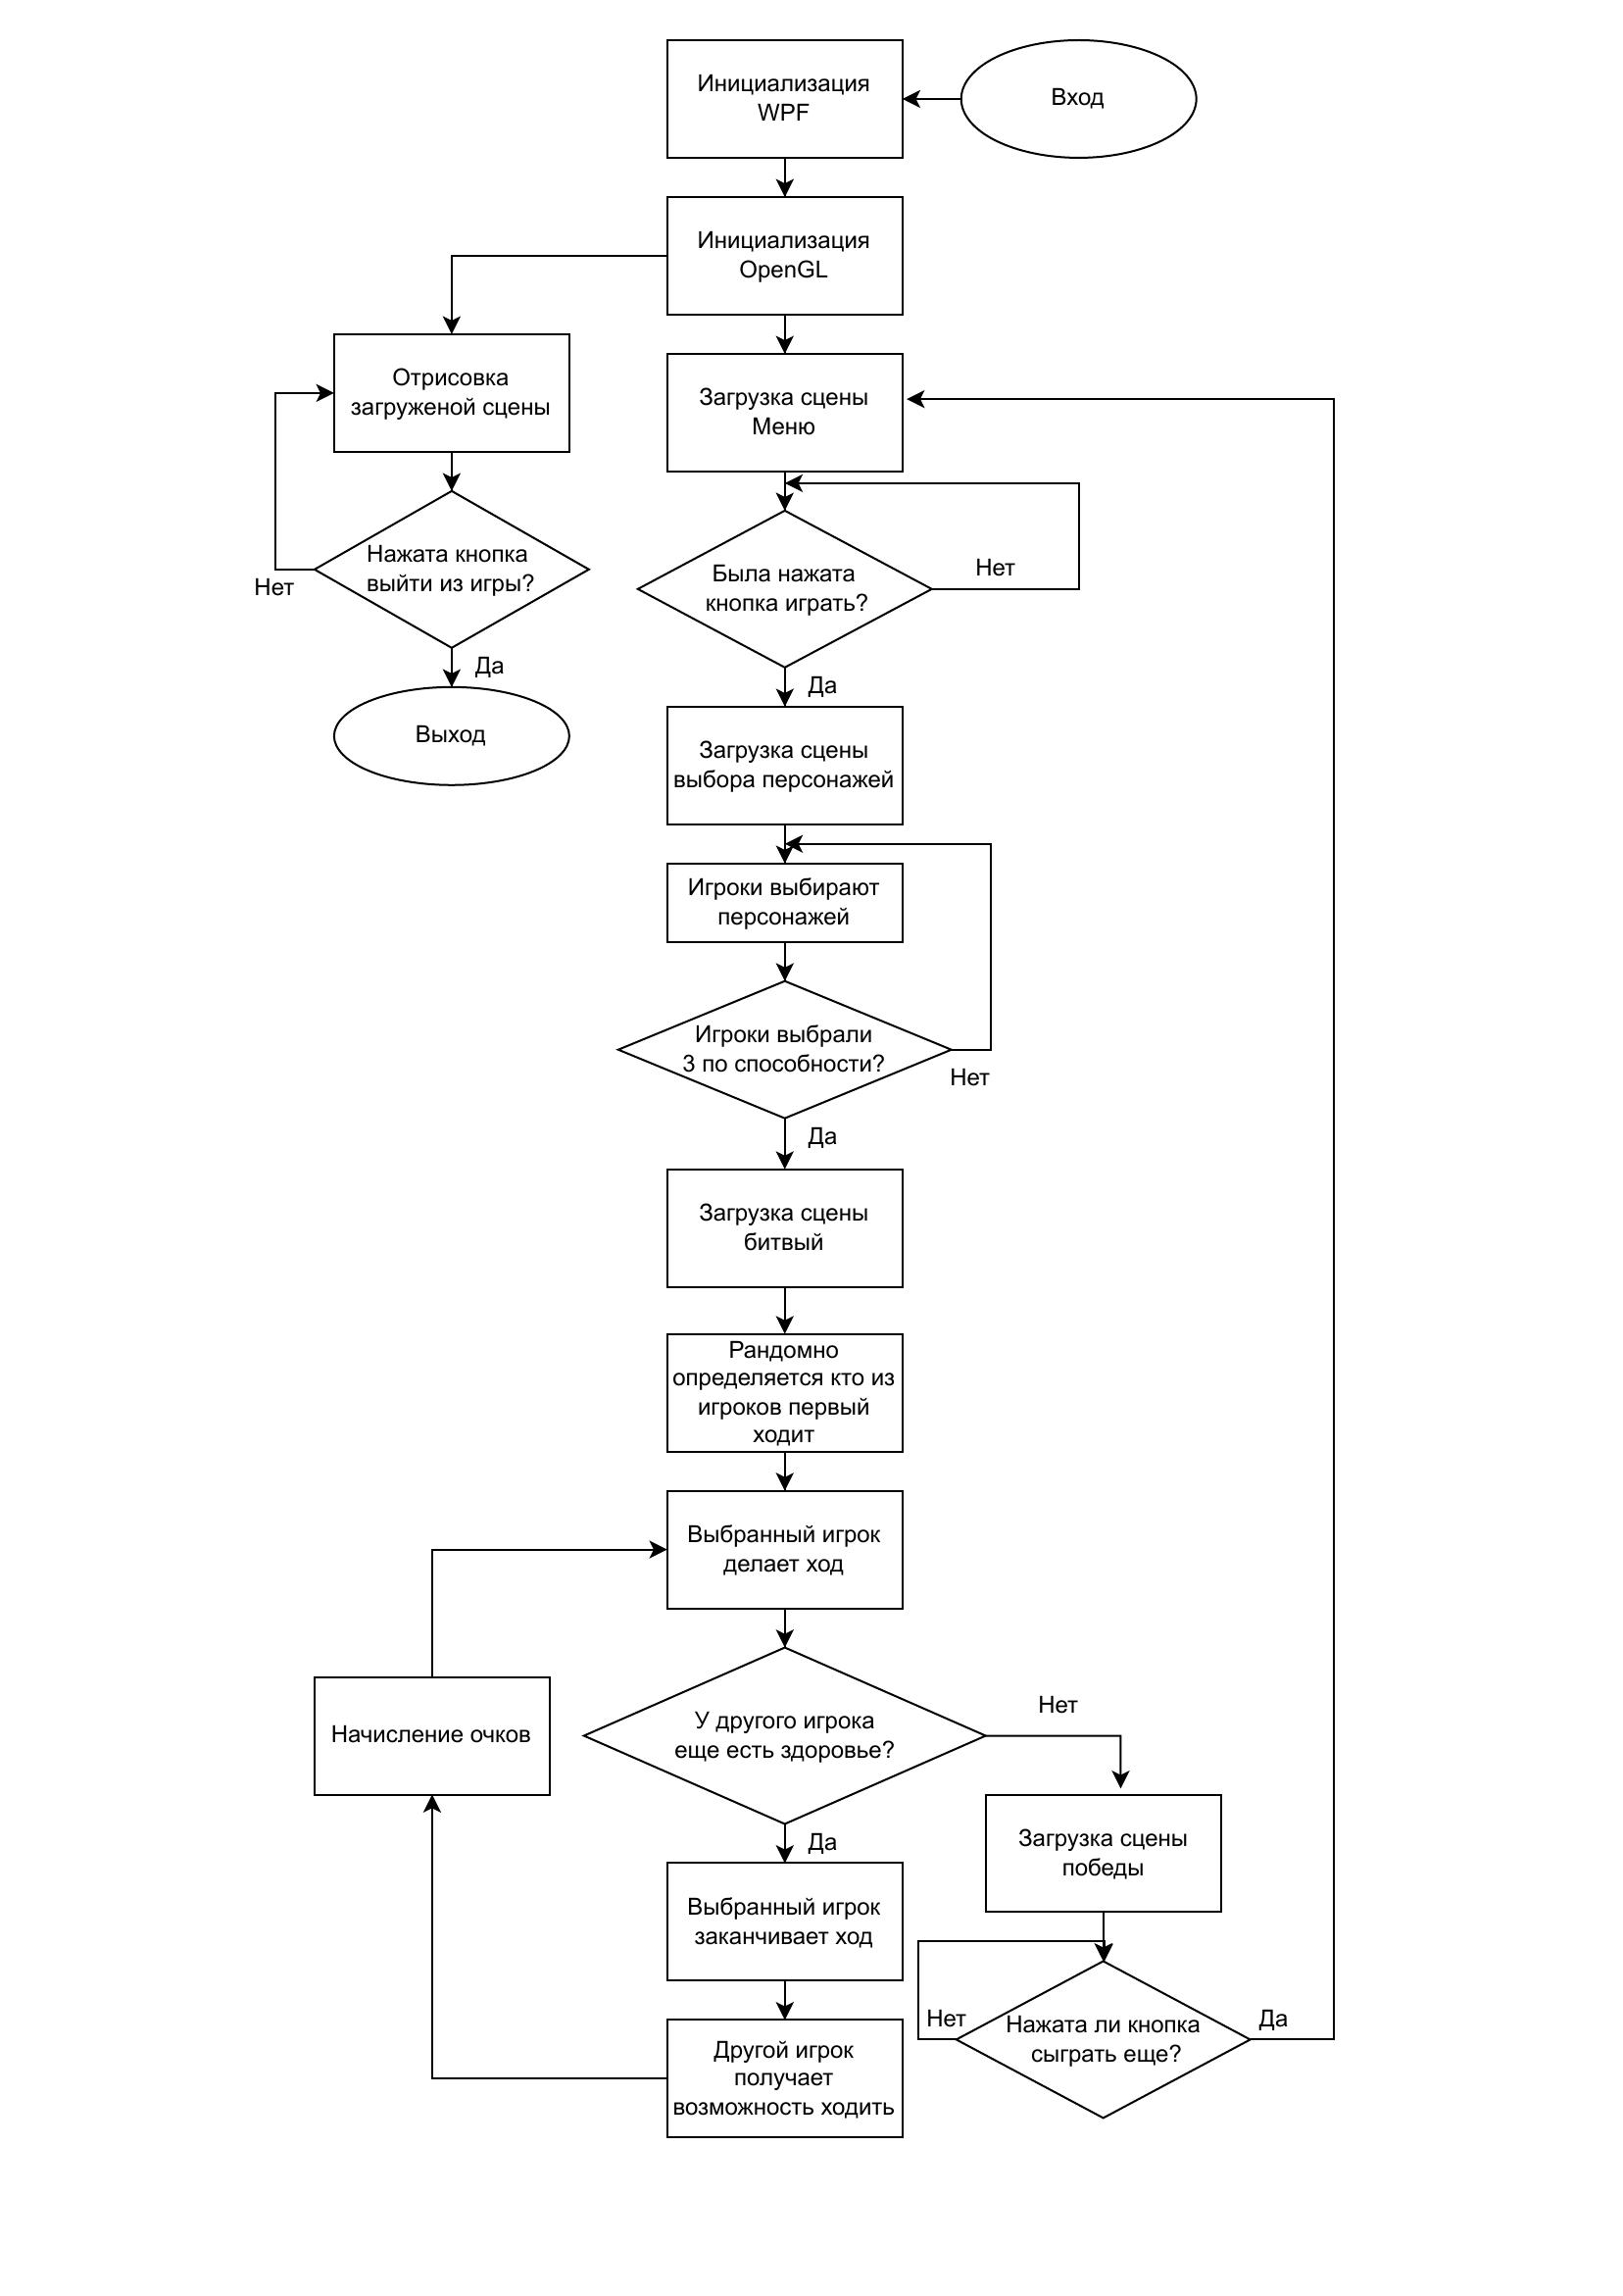 Инициализация
WPF
Вход
Инициализация
OpenGL
Отрисовка
загруженой сцены
Загрузка сцены
Меню
Нажата кнопка
выйти из игры?
Нет
Была нажата
кнопка играть?
Нет
Да
Да
Выход
Загрузка сцены
выбора персонажей
Игроки выбирают
персонажей
Игроки выбрали
3 по способности?
Нет
Да
Загрузка сцены
битвый
Рандомно
определяется кто из
игроков первый
ходит
Выбранный игрок
делает ход
Начисление очков
У другого игрока
еще есть здоровье?
Нет
Да
Загрузка сцены
победы
Выбранный игрок
заканчивает ход
Нет
Нажата ли кнопка
сыграть еще?
Да
Другой игрок
получает
возможность ходить